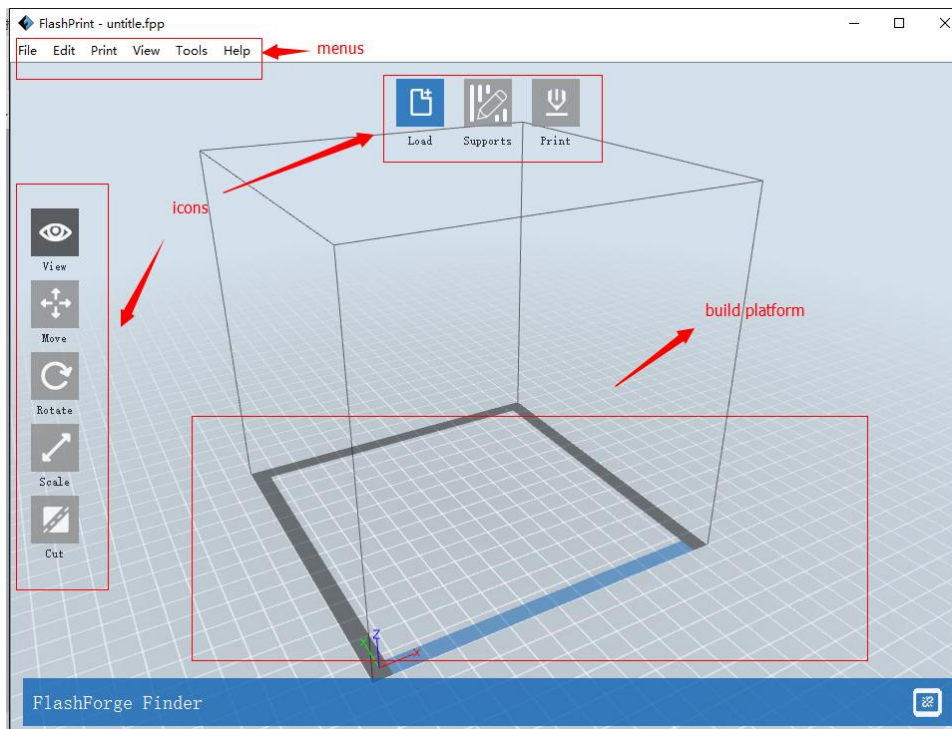 FlashPrint - untitle.fpp
File Edit Print View Tools Help
menus
Load Supports Print
icons
View
Move
build platform
Rotate
Scale
Cut
Z
X
FlashForge Finder